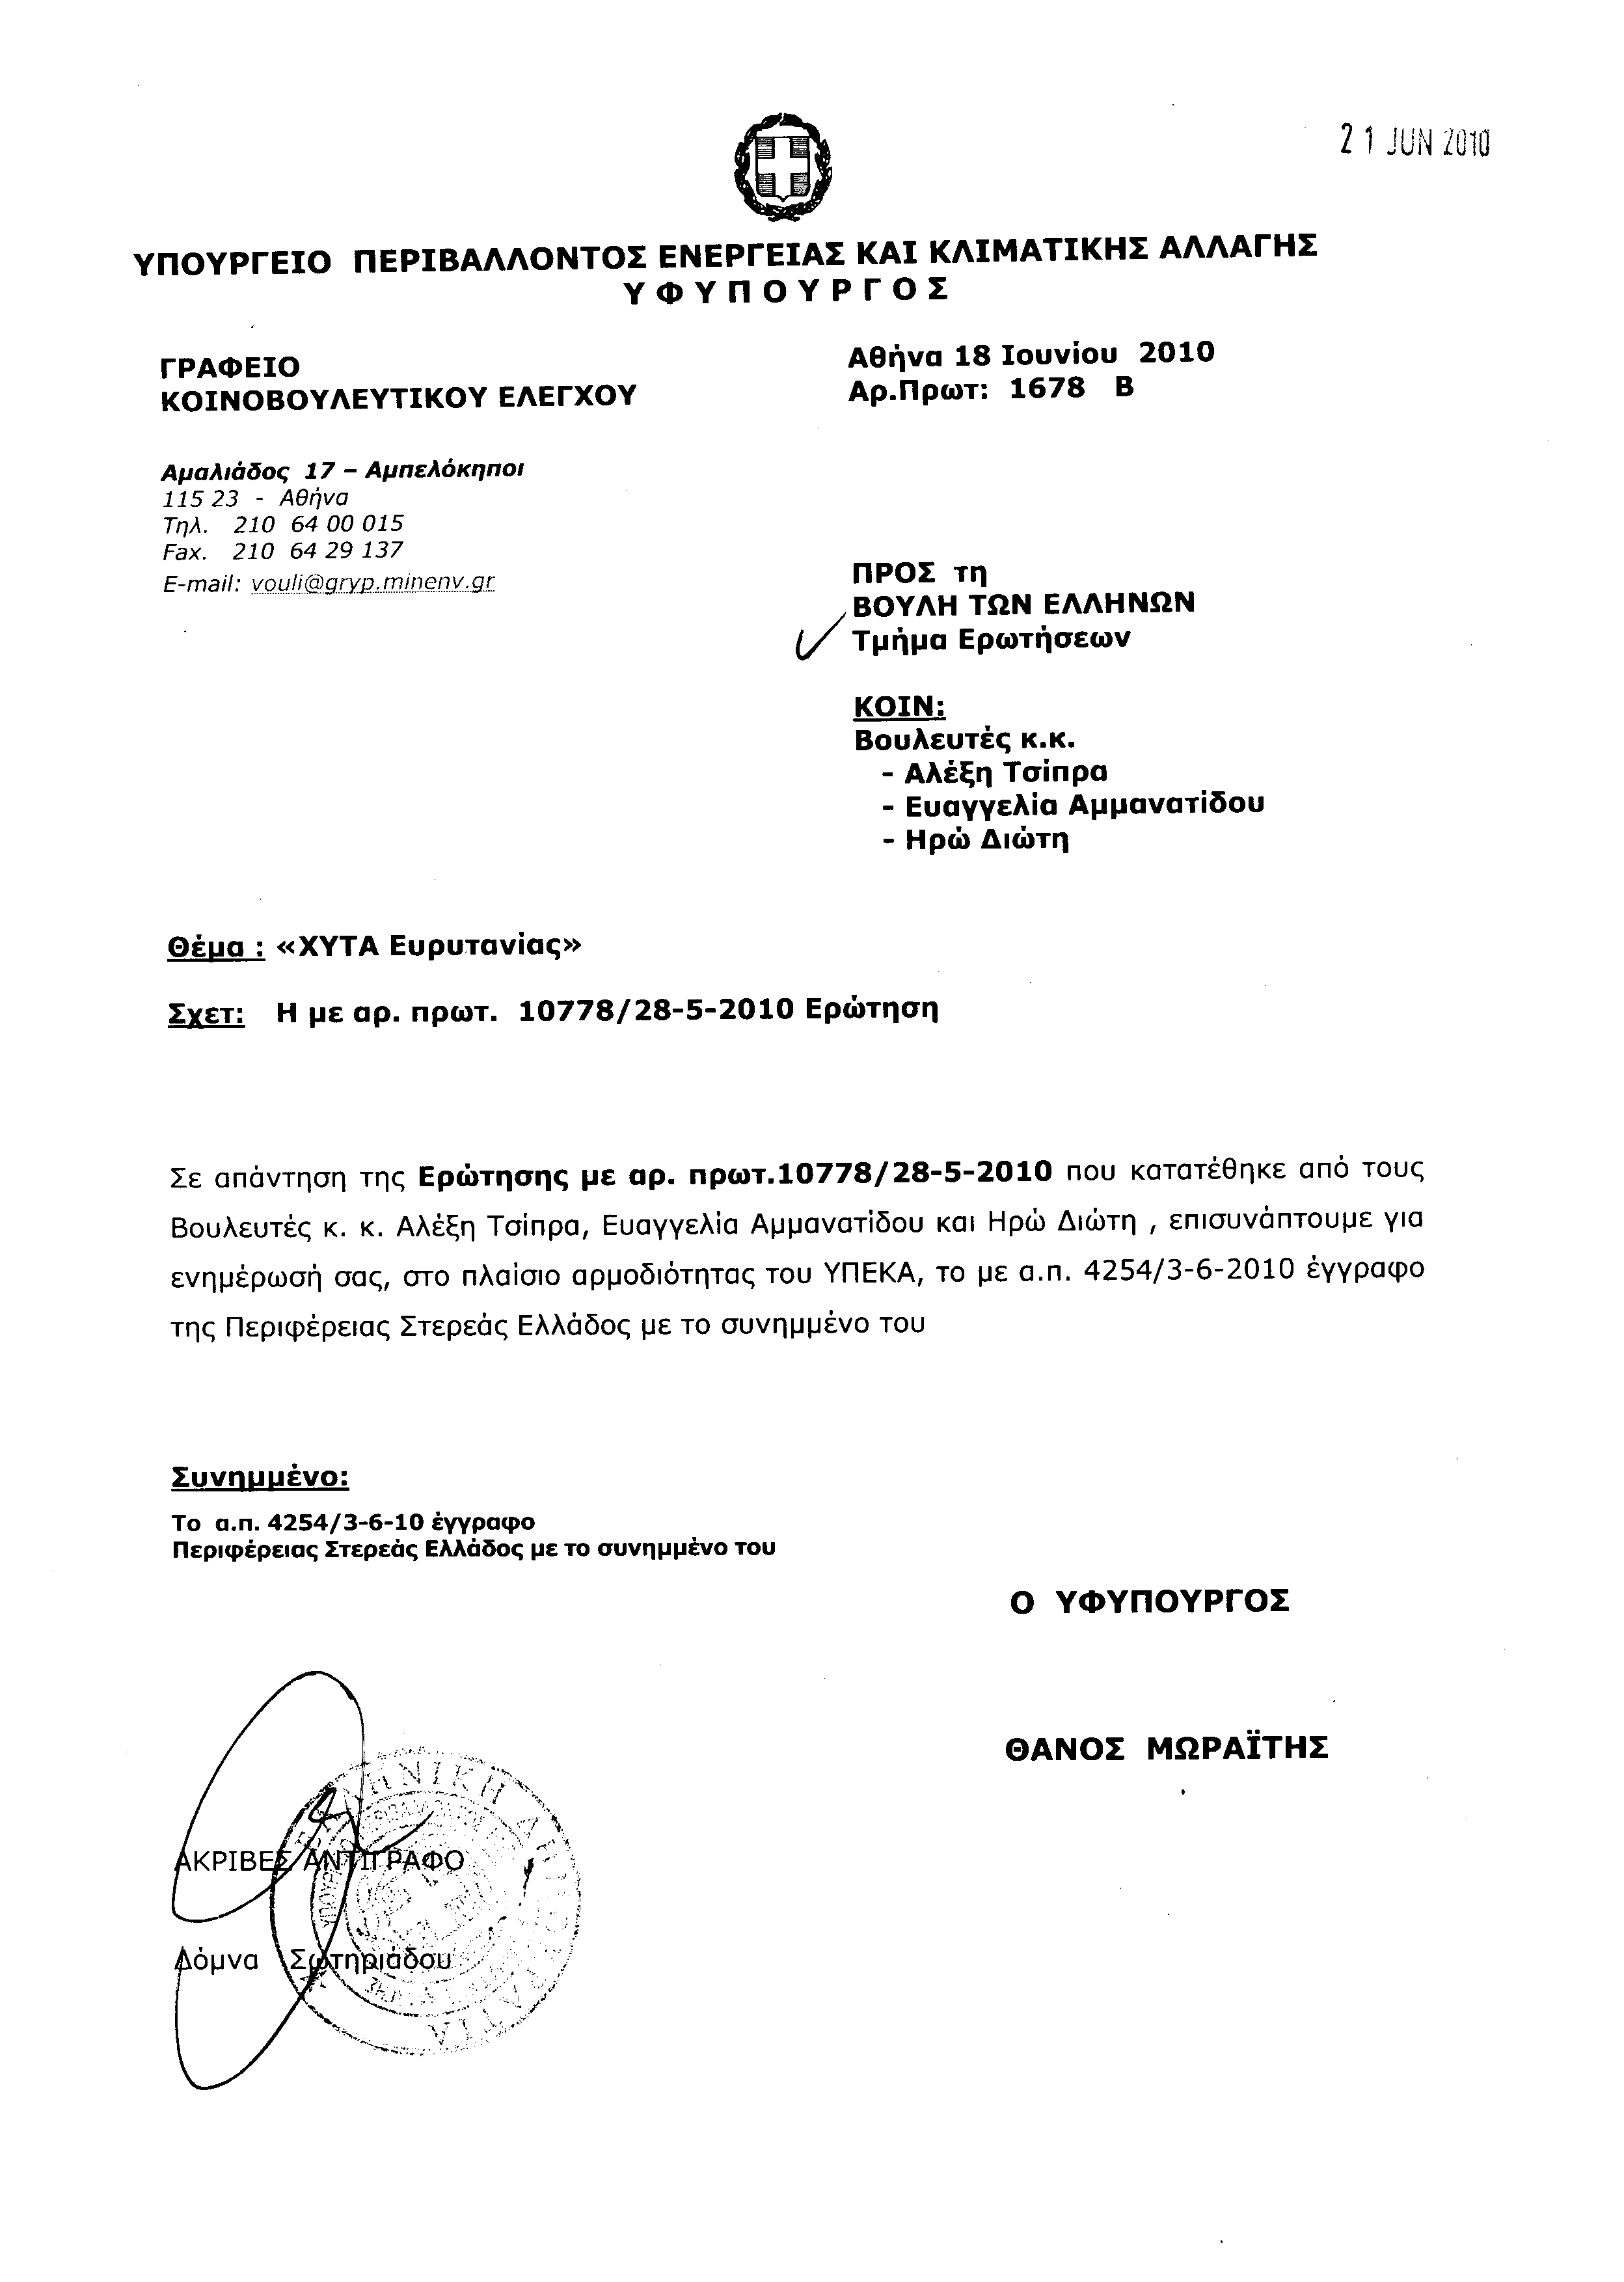 21 JUN 2010
ΥΠΟΥΡΓΕΙΟ ΠΕΡΙΒΑΛΛΟΝΤΟΣ ΕΝΕΡΓΕΙΑΣ ΚΑΙ ΚΛΙΜΑΤΙΚΗΣ ΑΛΛΑΓΗΣ
Υ Φ Υ Π Ο Υ Ρ Γ Ο Σ
ΓΡΑΦΕΙΟ
ΚΟΙΝΟΒΟΥΛΕΥΤΙΚΟΥ ΕΛΕΓΧΟΥ
Αθήνα 18 Ιουνίου 2010
Αρ.Πρωτ: 1678 Β
Αμαλιάδος 17 – Αμπελόκηποι
115 23 - Αθήνα
Τηλ. 210 64 00 015
Fax. 210 64 29 137
E-mail: vouli@gryp.minenv.gr
ΠΡΟΣ τη
ΒΟΥΛΗ ΤΩΝ ΕΛΛΗΝΩΝ
Τμήμα Ερωτήσεων
ΚΟΙΝ:
Βουλευτές κ.κ.
- Αλέξη Τσίπρα
- Ευαγγελία Αμμανατίδου
- Ηρώ Διώτη
Θέμα : «ΧΥΤΑ Ευρυτανίας»
Σχετ: Η με αρ. πρωτ. 10778/28-5-2010 Ερώτηση
Σε απάντηση της Ερώτησης με αρ. πρωτ.10778/28-5-2010 που κατατέθηκε από τους
Βουλευτές κ. κ. Αλέξη Τσίπρα, Ευαγγελία Αμμανατίδου και Ηρώ Διώτη , επισυνάπτουμε για
ενημέρωσή σας, στο πλαίσιο αρμοδιότητας του ΥΠΕΚΑ, το με α.π. 4254/3-6-2010 έγγραφο
της Περιφέρειας Στερεάς Ελλάδος με το συνημμένο του
Συνημμένο:
Το α.π. 4254/3-6-10 έγγραφο
Περιφέρειας Στερεάς Ελλάδος με το συνημμένο του
Ο ΥΦΥΠΟΥΡΓΟΣ
ΘΑΝΟΣ ΜΩΡΑΪΤΗΣ
ΕΛΛΗΝΙΚΗ ΔΗΜΟΚΡΑΤΙΑ
ΑΚΡΙΒΕΣ ΑΝΤΙΓΡΑΦΟ
Δόμνα Σωτηριάδου